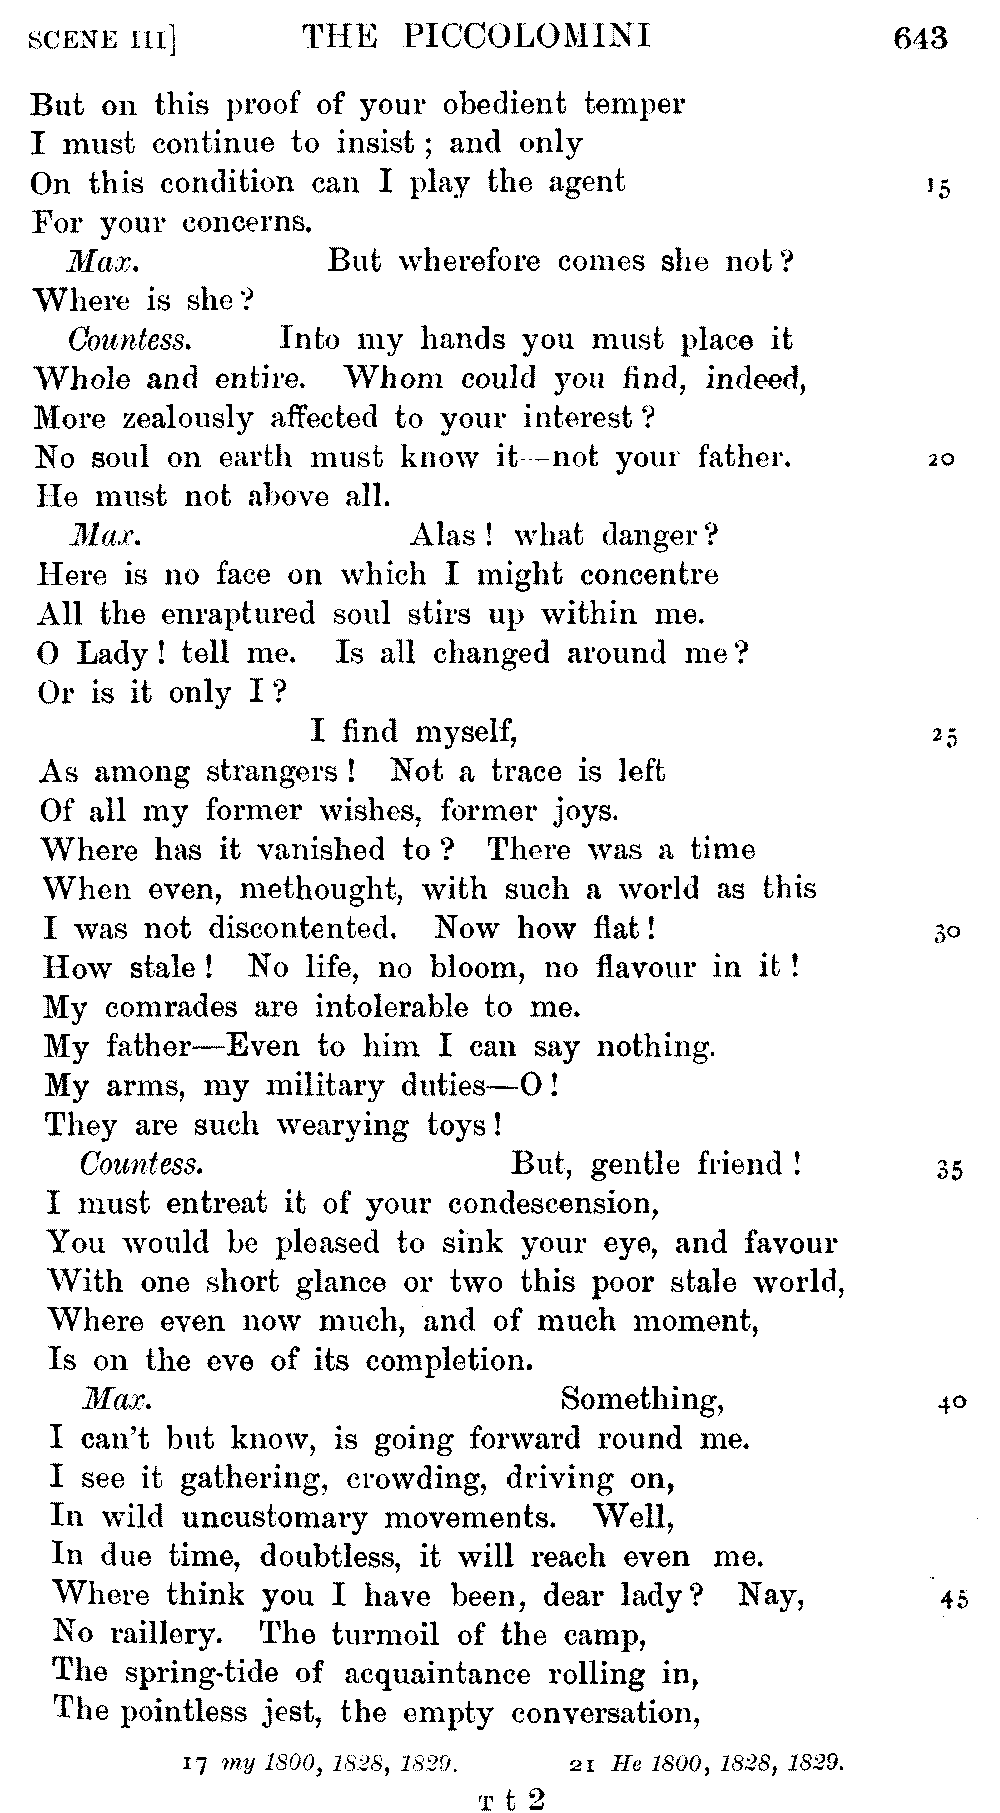 SCENE III] THE PICCOLOMINI 643
But on this proof of your obedient temper
I must continue to insist ; and only
On this condition can I play the agent 15
For your concerns.
Max. But wherefore comes she not ?
Where is she ?
Countess. Into my hands you must place it
Whole and entire. Whom could you find, indeed,
More zealously affected to your interest ?
No soul on earth must know it—not your father. 20
He must not above all.
Max. Alas ! what danger ?
Here is no face on which I might concentre
All the enraptured soul stirs up within me.
O Lady ! tell me. Is all changed around me ?
Or is it only I ?
I find myself, 25
As among strangers ! Not a trace is left
Of all my former wishes, former joys.
Where has it vanished to ? There was a time
When even, methought, with such a world as this
I was not discontented. Now how flat ! 30
How stale ! No life, no bloom, no flavour in it !
My comrades are intolerable to me.
My father—Even to him I can say nothing.
My arms, my military duties—O !
They are such wearying toys !
Countess. But, gentle friend ! 35
I must entreat it of your condescension,
You would be pleased to sink your eye, and favour
With one short glance or two this poor stale world,
Where even now much, and of much moment,
Is on the eve of its completion.
Max. Something, 40
I can't but know, is going forward round me.
I see it gathering, crowding, driving on,
In wild uncustomary movements. Well,
In due time, doubtless, it will reach even me.
Where think you I have been, dear lady ? Nay, 45
No raillery. The turmoil of the camp,
The spring-tide of acquaintance rolling in,
The pointless jest, the empty conversation,
17 my 1800, 1828, 1829. 21 He 1800, 1828, 1829.
T t 2